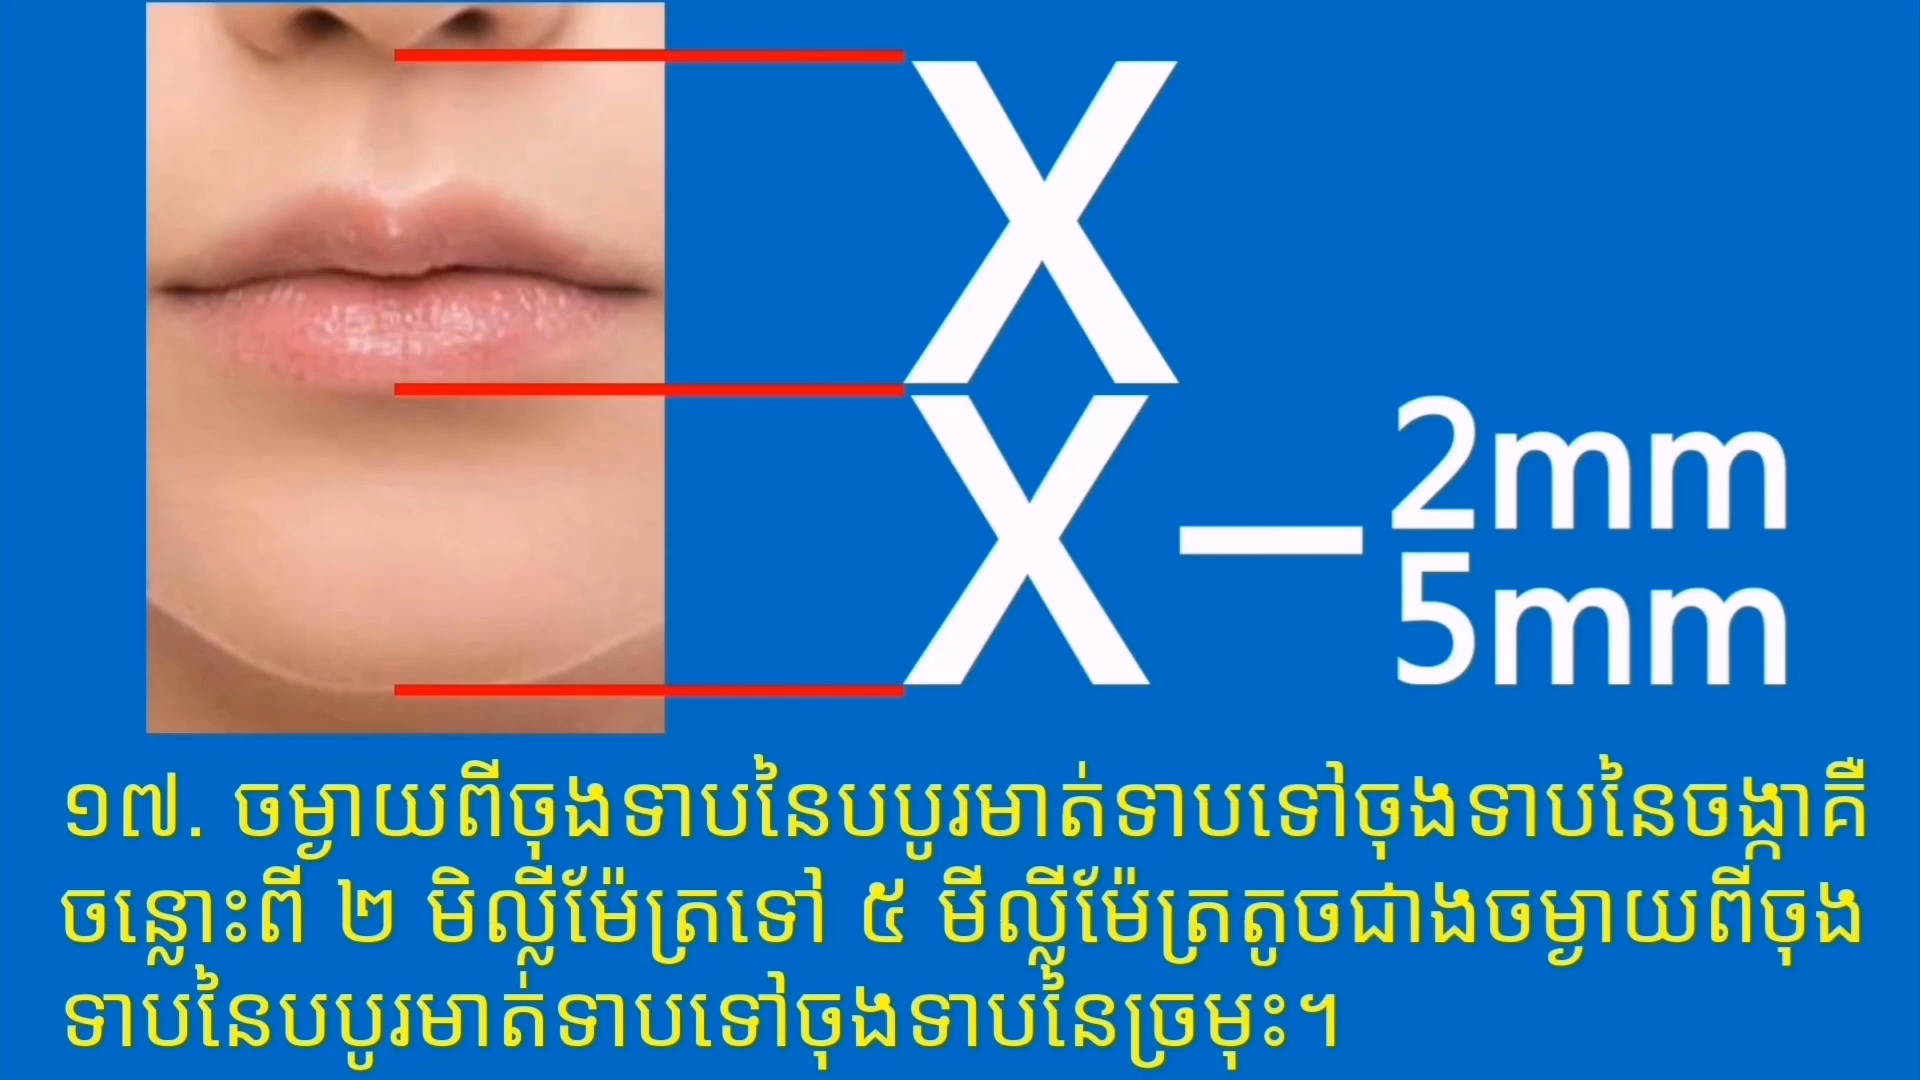 X
X — 2mm
5mm
១៧. ចម្ងាយពីចុងទាបនៃបបូរមាត់ទាបទៅចុងទាបនៃចង្កាគឺ
ចន្លោះពី ២ មិល្លីម៉ែត្រទៅ ៥ មីល្លីម៉ែត្រតូចជាងចម្ងាយពីចុង
ទាបនៃបបូរមាត់ទាបទៅចុងទាបនៃច្រមុះ។